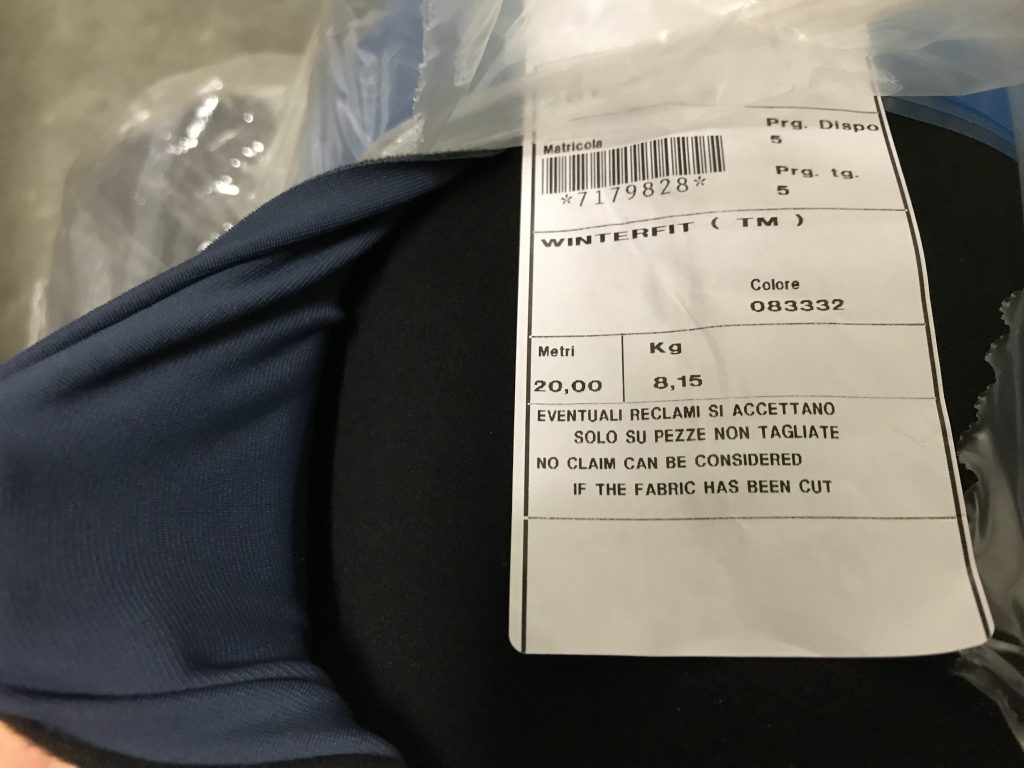 Prg. Dispo
5
Matricola
*7179828*
Prg. tg.
5
WINTERFIT ( TM )
Colore
083332
Metri
Kg
20,00
8,15
EVENTUALI RECLAMI SI ACCETTANO
SOLO SU PEZZE NON TAGLIATE
NO CLAIM CAN BE CONSIDERED
IF THE FABRIC HAS BEEN CUT